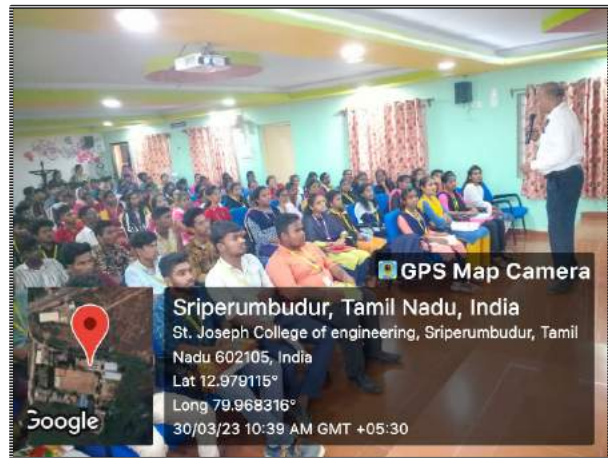 GPS Map Camera
Sriperumbudur, Tamil Nadu, India
St. Joseph College of engineering, Sriperumbudur, Tamil
Nadu 602105, India
Lat 12.979115°
Long 79.968316°
30/03/23 10:39 AM GMT +05:30
Google